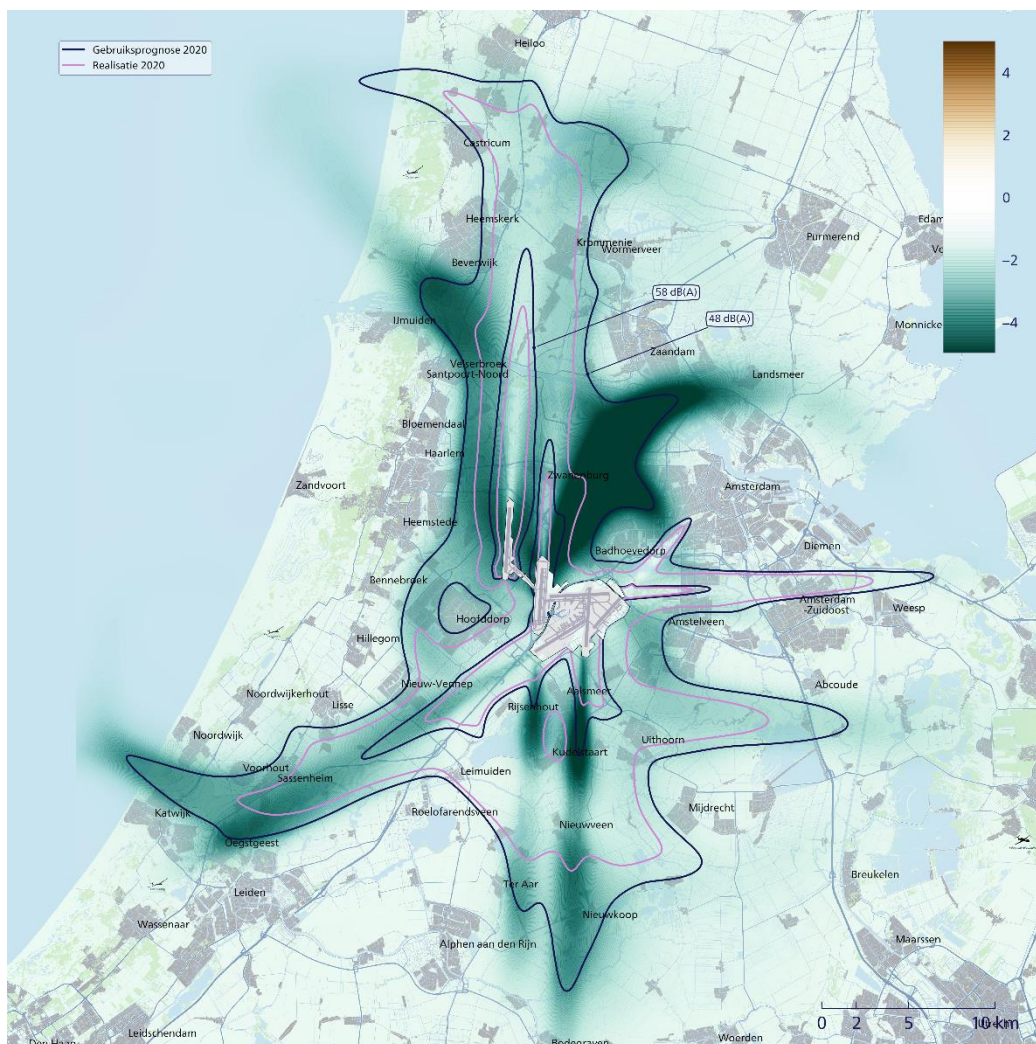 Gebruiksprognose 2020
Realisatie 2020
Heiloo
4
2
0
−2
−4
Castricum
Heemskerk
Edam
Krommenie
Wormerveer
Purmerend
Beverwijk
58 dB(A)
48 dB(A)
IJmuiden
Monnicke
Zaandam
Velserbroek
Santpoort-Noord
Landsmeer
Bloemendaal
Haarlem
Zwanenburg
Zandvoort
Amsterdam
Heemstede
Diemen
Badhoevedorp
Bennebroek
Amsterdam
-Zuidoost
Weesp
Hoofddorp
Amstelveen
Hillegom
Nieuw-Vennep
Abcoude
Noordwijkerhout
Aalsmeer
Lisse
Rijsenhout
Noordwijk
Uithoorn
Kudelstaart
Voorhout
Sassenheim
Leimuiden
Katwijk
Roelofarendsveen
Mijdrecht
Nieuwveen
Oegstgeest
Ter Aar
Breukelen
Leiden
Nieuwkoop
Wassenaar
Alphen aan den Rijn
Maarssen
0 2 5 10 km
Utrecht
Leidschendam
Den Haag
Woerden
Bodegraven